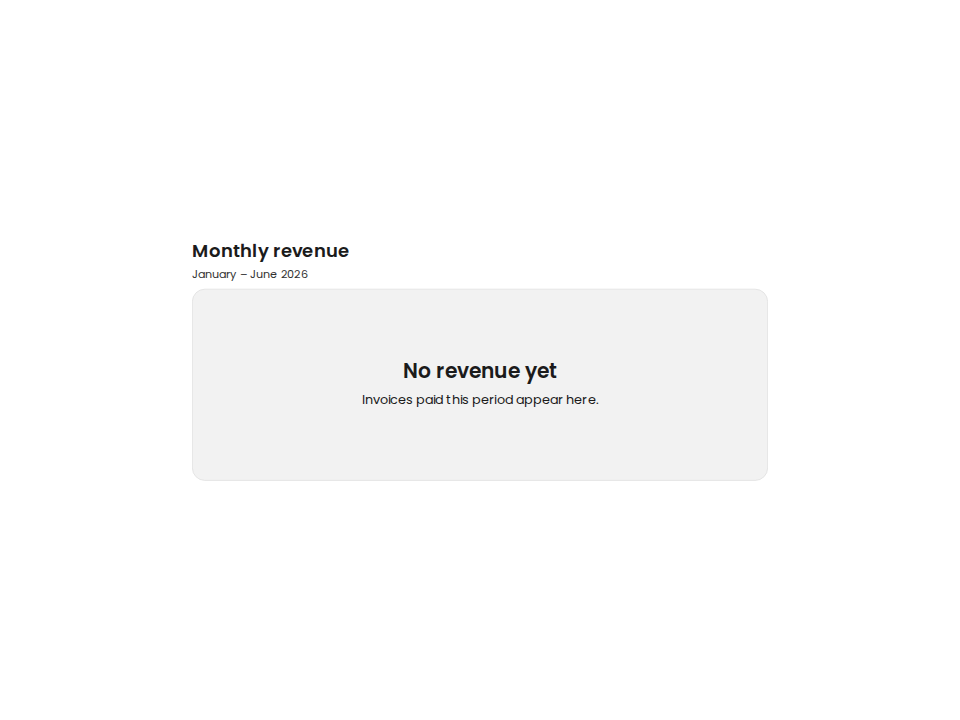 Monthly revenue
January – June 2026
No revenue yet
Invoices paid this period appear here.